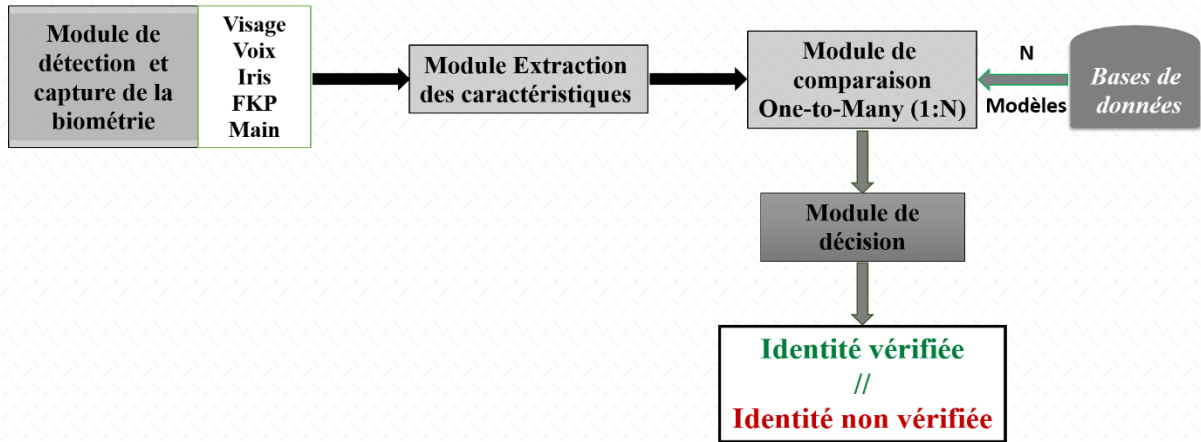 Module de
détection et
capture de la
biométrie
Visage
Voix
Iris
FKP
Main
Module Extraction
des caractéristiques
Module de
comparaison
One-to-Many (1:N)
N
Modèles
Bases de
données
Module de
décision
Identité vérifiée
//
Identité non vérifiée